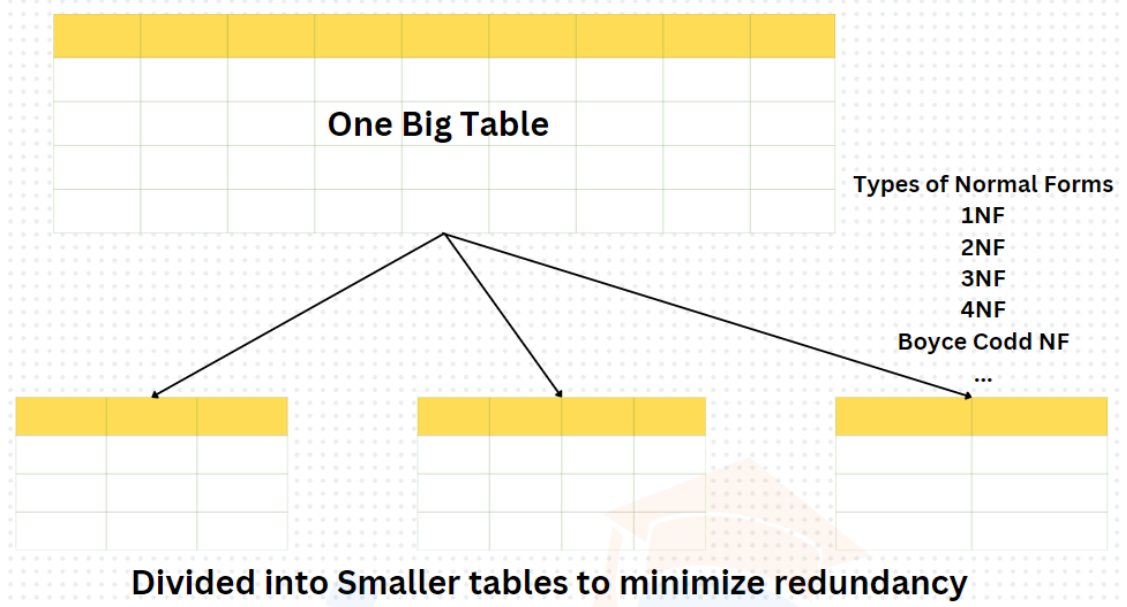 One Big Table
Types of Normal Forms
1NF
2NF
3NF
4NF
Boyce Codd NF
...
Divided into Smaller tables to minimize redundancy